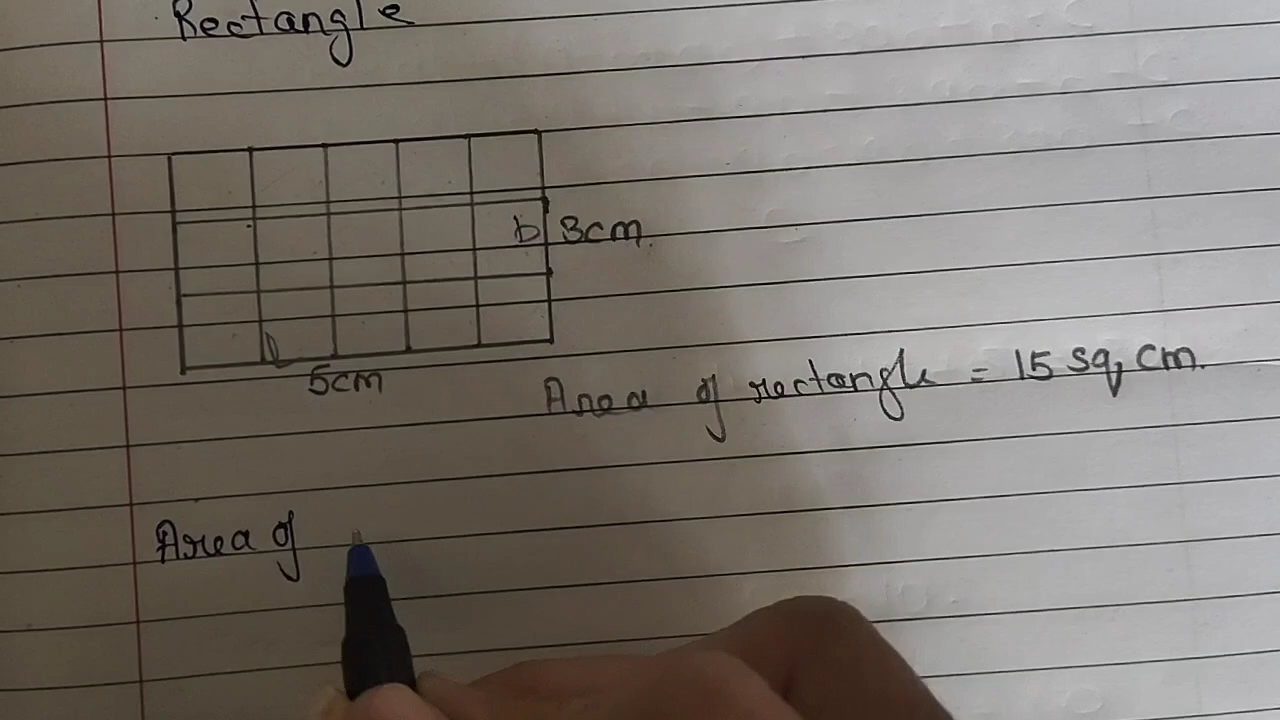 Rectangle
b 3cm.
l
5cm
Area of rectangle = 15 sq, cm.
Area of